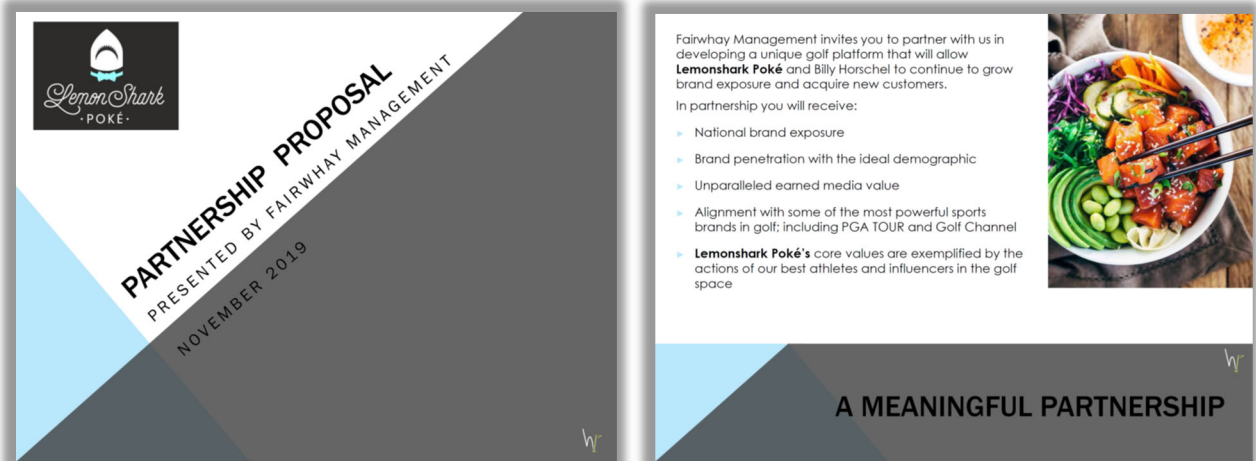 LemonShark
·POKÉ·
PARTNERSHIP PROPOSAL
PRESENTED BY FAIRWHAY MANAGEMENT
NOVEMBER 2019
Fairwhay Management invites you to partner with us in
developing a unique golf platform that will allow
Lemonshark Poké and Billy Horschel to continue to grow
brand exposure and acquire new customers.
In partnership you will receive:
National brand exposure
Brand penetration with the ideal demographic
Unparalleled earned media value
Alignment with some of the most powerful sports
brands in golf; including PGA TOUR and Golf Channel
Lemonshark Poké's core values are exemplified by the
actions of our best athletes and influencers in the golf
space
A MEANINGFUL PARTNERSHIP